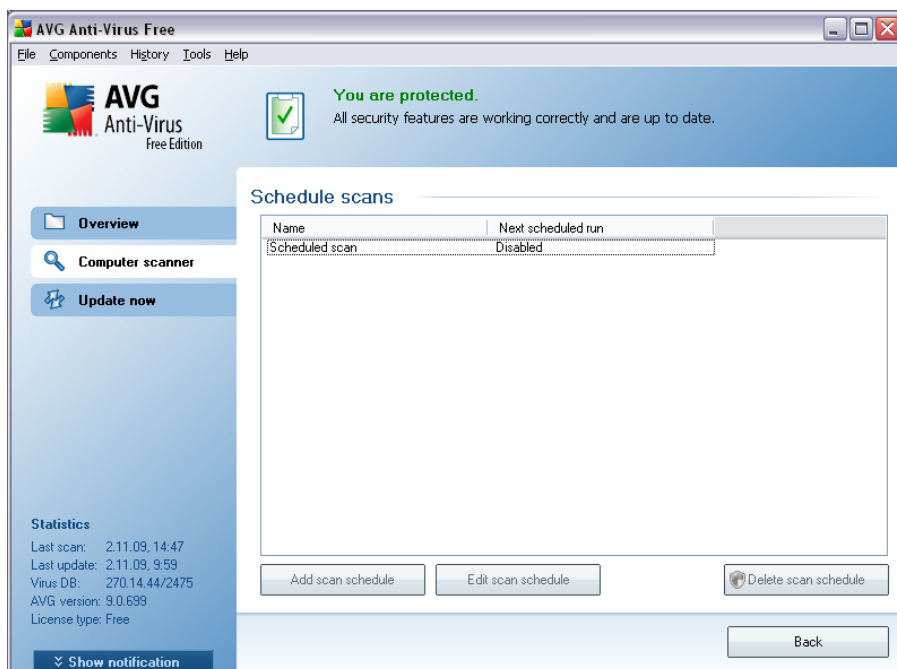 AVG Anti-Virus Free
File Components History Tools Help
AVG
Anti-Virus
Free Edition
You are protected.
All security features are working correctly and are up to date.
Overview
Computer scanner
Update now
Schedule scans
Name Next scheduled run
Scheduled scan Disabled
Statistics
Last scan: 2.11.09, 14:47
Last update: 2.11.09, 9:59
Virus DB: 270.14.44/2475
AVG version: 9.0.699
License type: Free
Show notification
Add scan schedule Edit scan schedule Delete scan schedule
Back